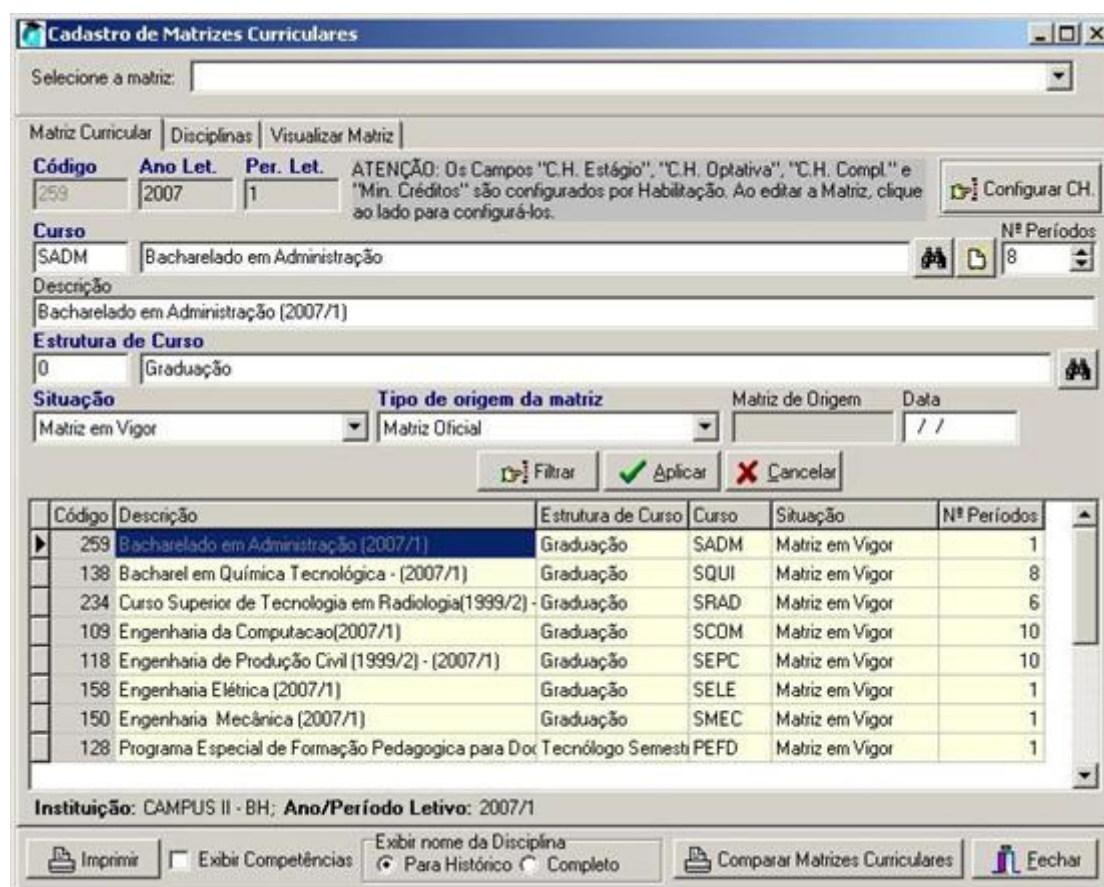 Cadastro de Matrizes Curriculares
Selecione a matriz:
Matriz Curricular Disciplinas Visualizar Matriz
Código Ano Let. Per. Let.
259 2007 1
ATENÇÃO: Os Campos "C.H. Estágio", "C.H. Optativa", "C.H. Compl." e
"Min. Créditos" são configurados por Habilitação. Ao editar a Matriz, clique
ao lado para configurá-los.
Configurar CH.
Curso Nº Períodos
SADM Bacharelado em Administração 8
Descrição
Bacharelado em Administração (2007/1)
Estrutura de Curso
0 Graduação
Situação Tipo de origem da matriz Matriz de Origem Data
Matriz em Vigor Matriz Oficial / /
Filtrar Aplicar Cancelar
Código Descrição Estrutura de Curso Curso Situação Nº Períodos
259 Bacharelado em Administração (2007/1) Graduação SADM Matriz em Vigor 1
138 Bacharel em Química Tecnológica - (2007/1) Graduação SQUI Matriz em Vigor 8
234 Curso Superior de Tecnologia em Radiologia(1999/2) - Graduação SRAD Matriz em Vigor 6
109 Engenharia da Computacao(2007/1) Graduação SCOM Matriz em Vigor 10
118 Engenharia de Produção Civil (1999/2) - (2007/1) Graduação SEPC Matriz em Vigor 10
158 Engenharia Elétrica (2007/1) Graduação SELE Matriz em Vigor 1
150 Engenharia Mecânica (2007/1) Graduação SMEC Matriz em Vigor 1
128 Programa Especial de Formação Pedagogica para Doc Tecnólogo Semestr PEFD Matriz em Vigor 1
Instituição: CAMPUS II - BH; Ano/Período Letivo: 2007/1
Imprimir Exibir Competências Exibir nome da Disciplina
Para Histórico Completo
Comparar Matrizes Curriculares Fechar